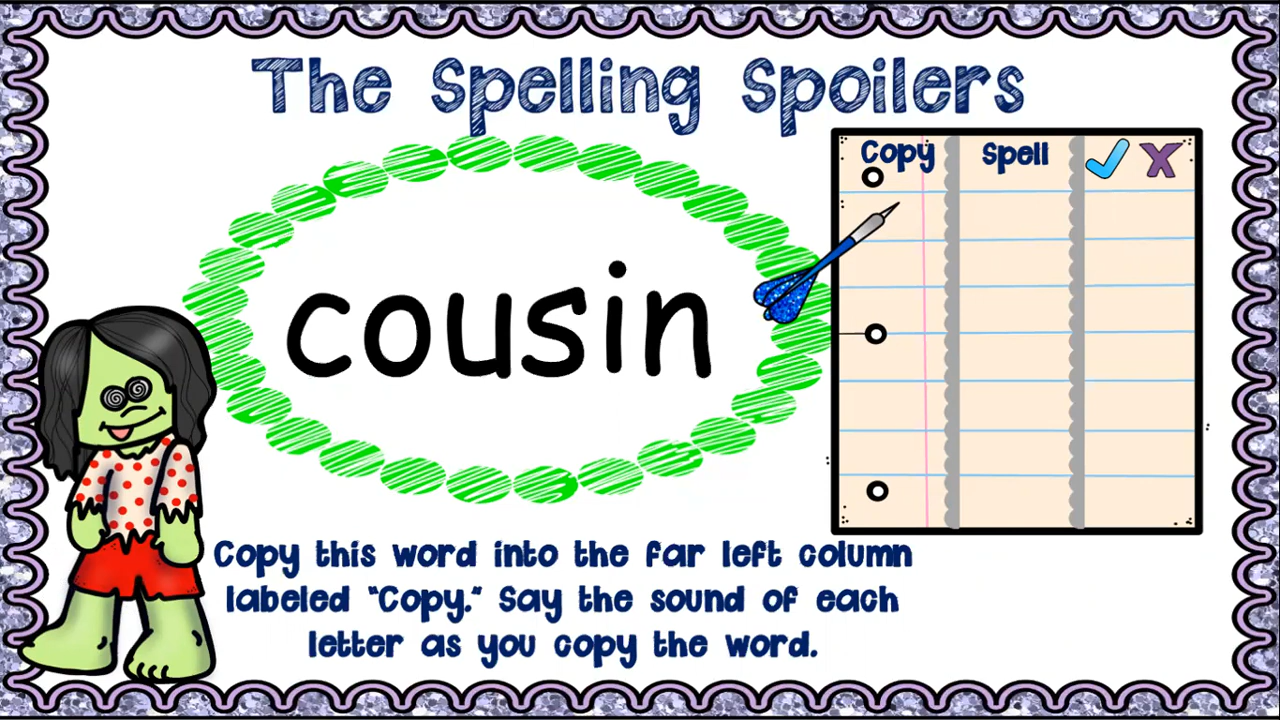 The Spelling Spoilers
Copy Spell
cousin
Copy this word into the far left column
labeled "Copy." Say the sound of each
letter as you copy the word.